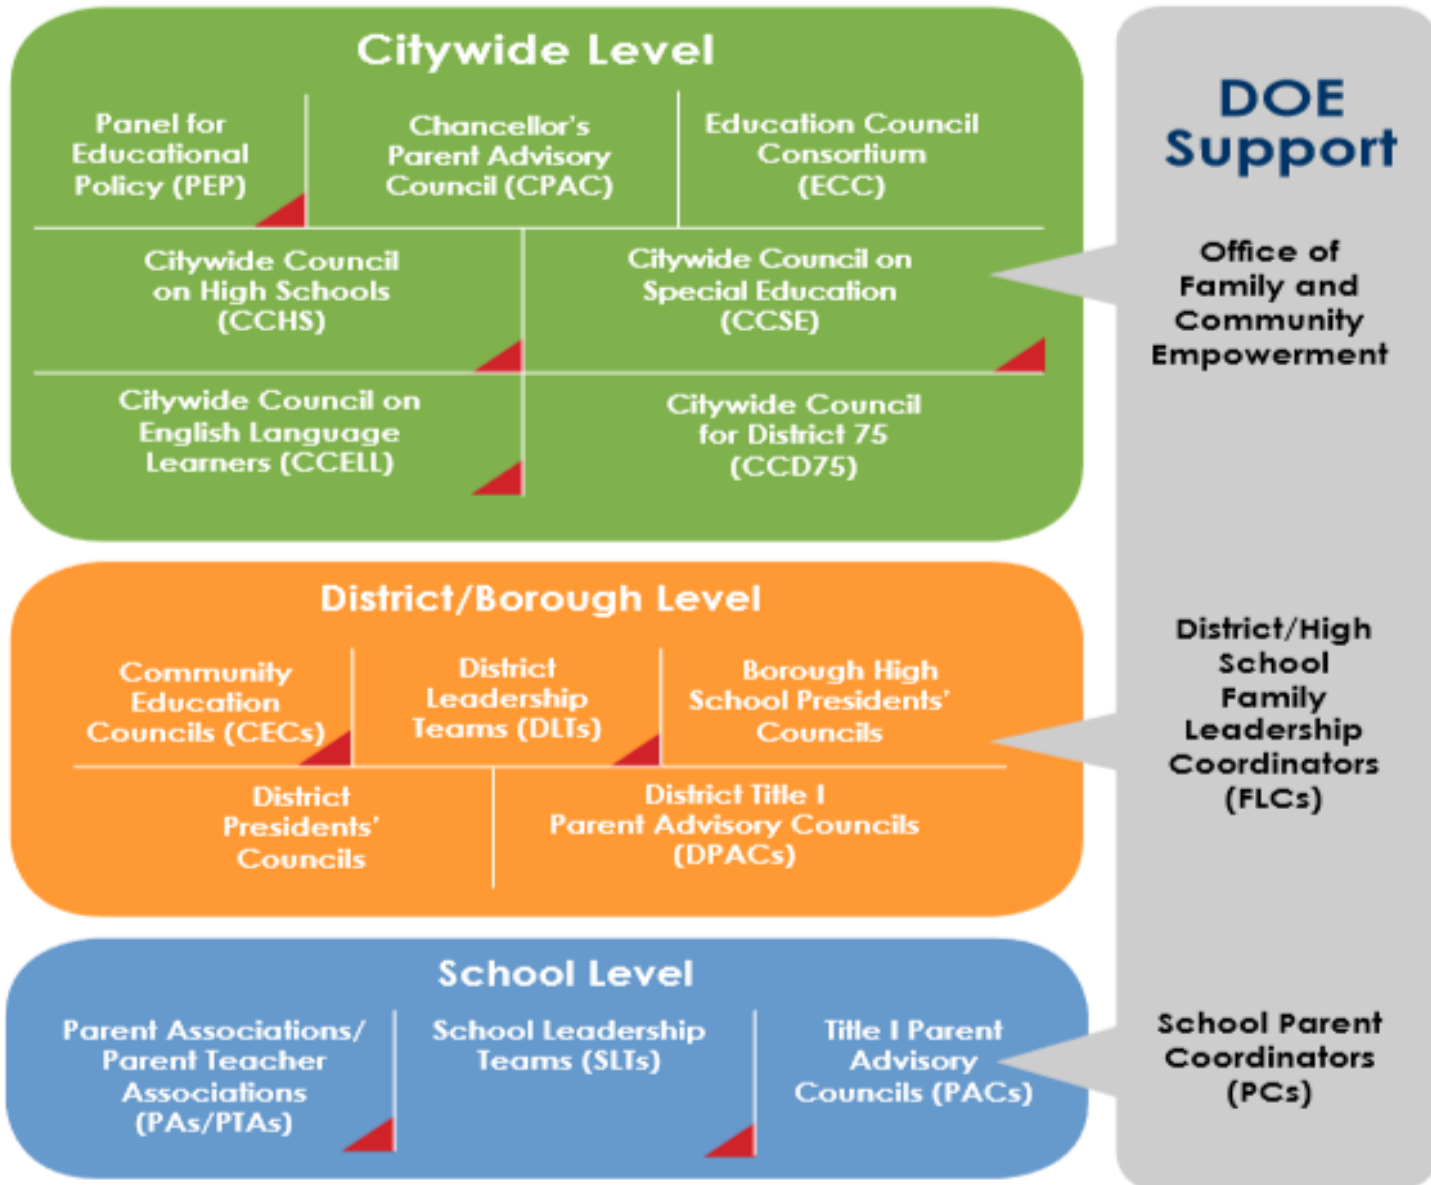 Citywide Level
Panel for
Educational
Policy (PEP)
Chancellor's
Parent Advisory
Council (CPAC)
Education Council
Consortium
(ECC)
Citywide Council
on High Schools
(CCHS)
Citywide Council on
Special Education
(CCSE)
Citywide Council on
English Language
Learners (CCELL)
Citywide Council
for District 75
(CCD75)
District/Borough Level
Community
Education
Councils (CECs)
District
Leadership
Teams (DLTs)
Borough High
School Presidents'
Councils
District
Presidents'
Councils
District Title I
Parent Advisory Councils
(DPACs)
School Level
Parent Associations/
Parent Teacher
Associations
(PAs/PTAs)
School Leadership
Teams (SLTs)
Title I Parent
Advisory
Councils (PACs)
DOE
Support
Office of
Family and
Community
Empowerment
District/High
School
Family
Leadership
Coordinators
(FLCs)
School Parent
Coordinators
(PCs)